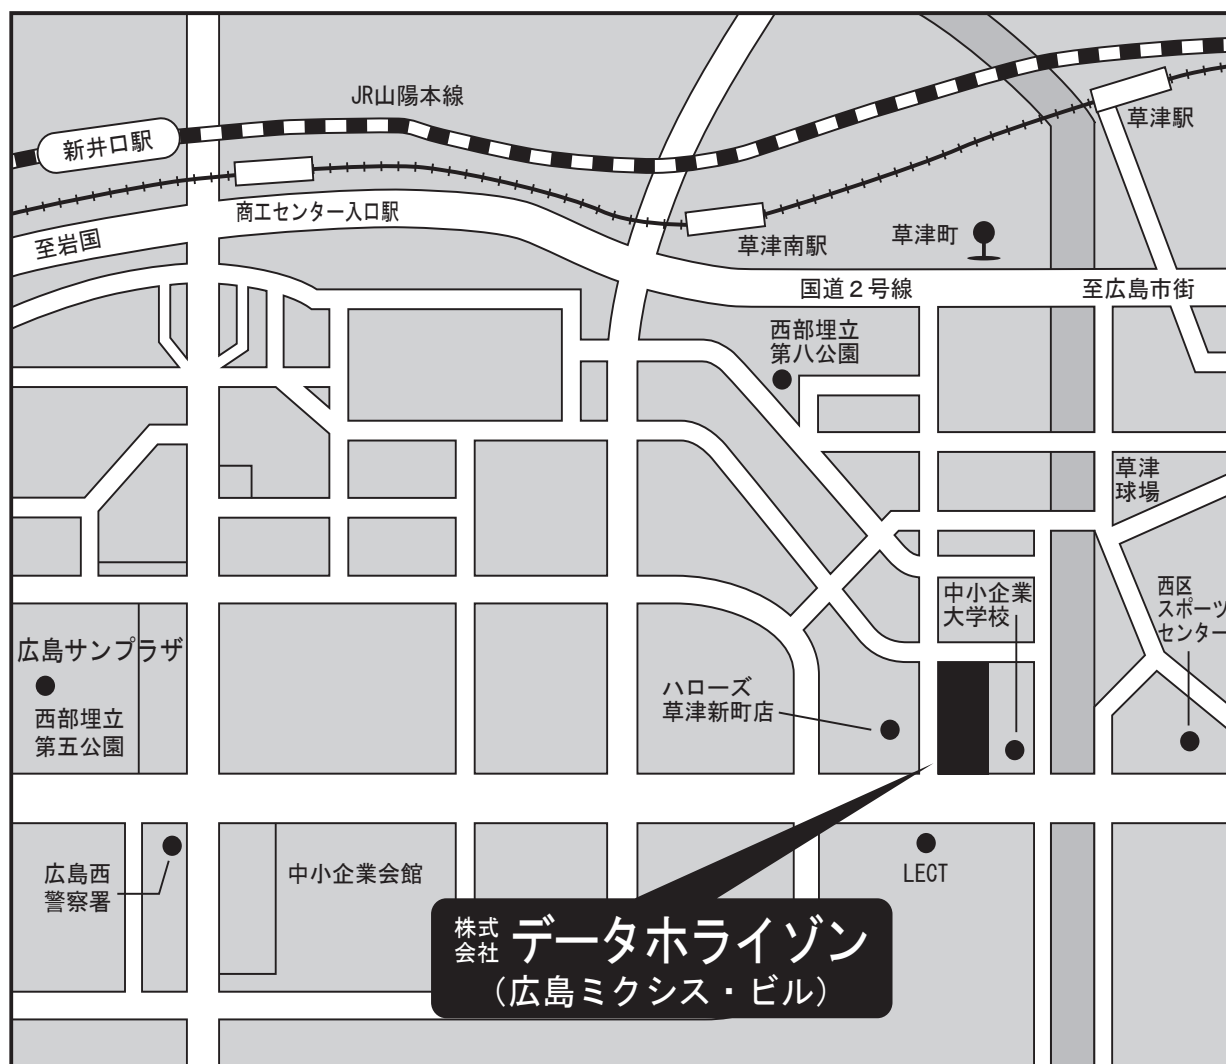 JR山陽本線
新井口駅
草津駅
商工センター入口駅
至岩国
草津南駅
草津町
国道2号線
至広島市街
西部埋立
第八公園
草津
球場
中小企業
大学校
西区
スポーツ
センター
広島サンプラザ
西部埋立
第五公園
ハローズ
草津新町店
広島西
警察署
中小企業会館
LECT
株式
会社
データホライゾン
(広島ミクシス・ビル)